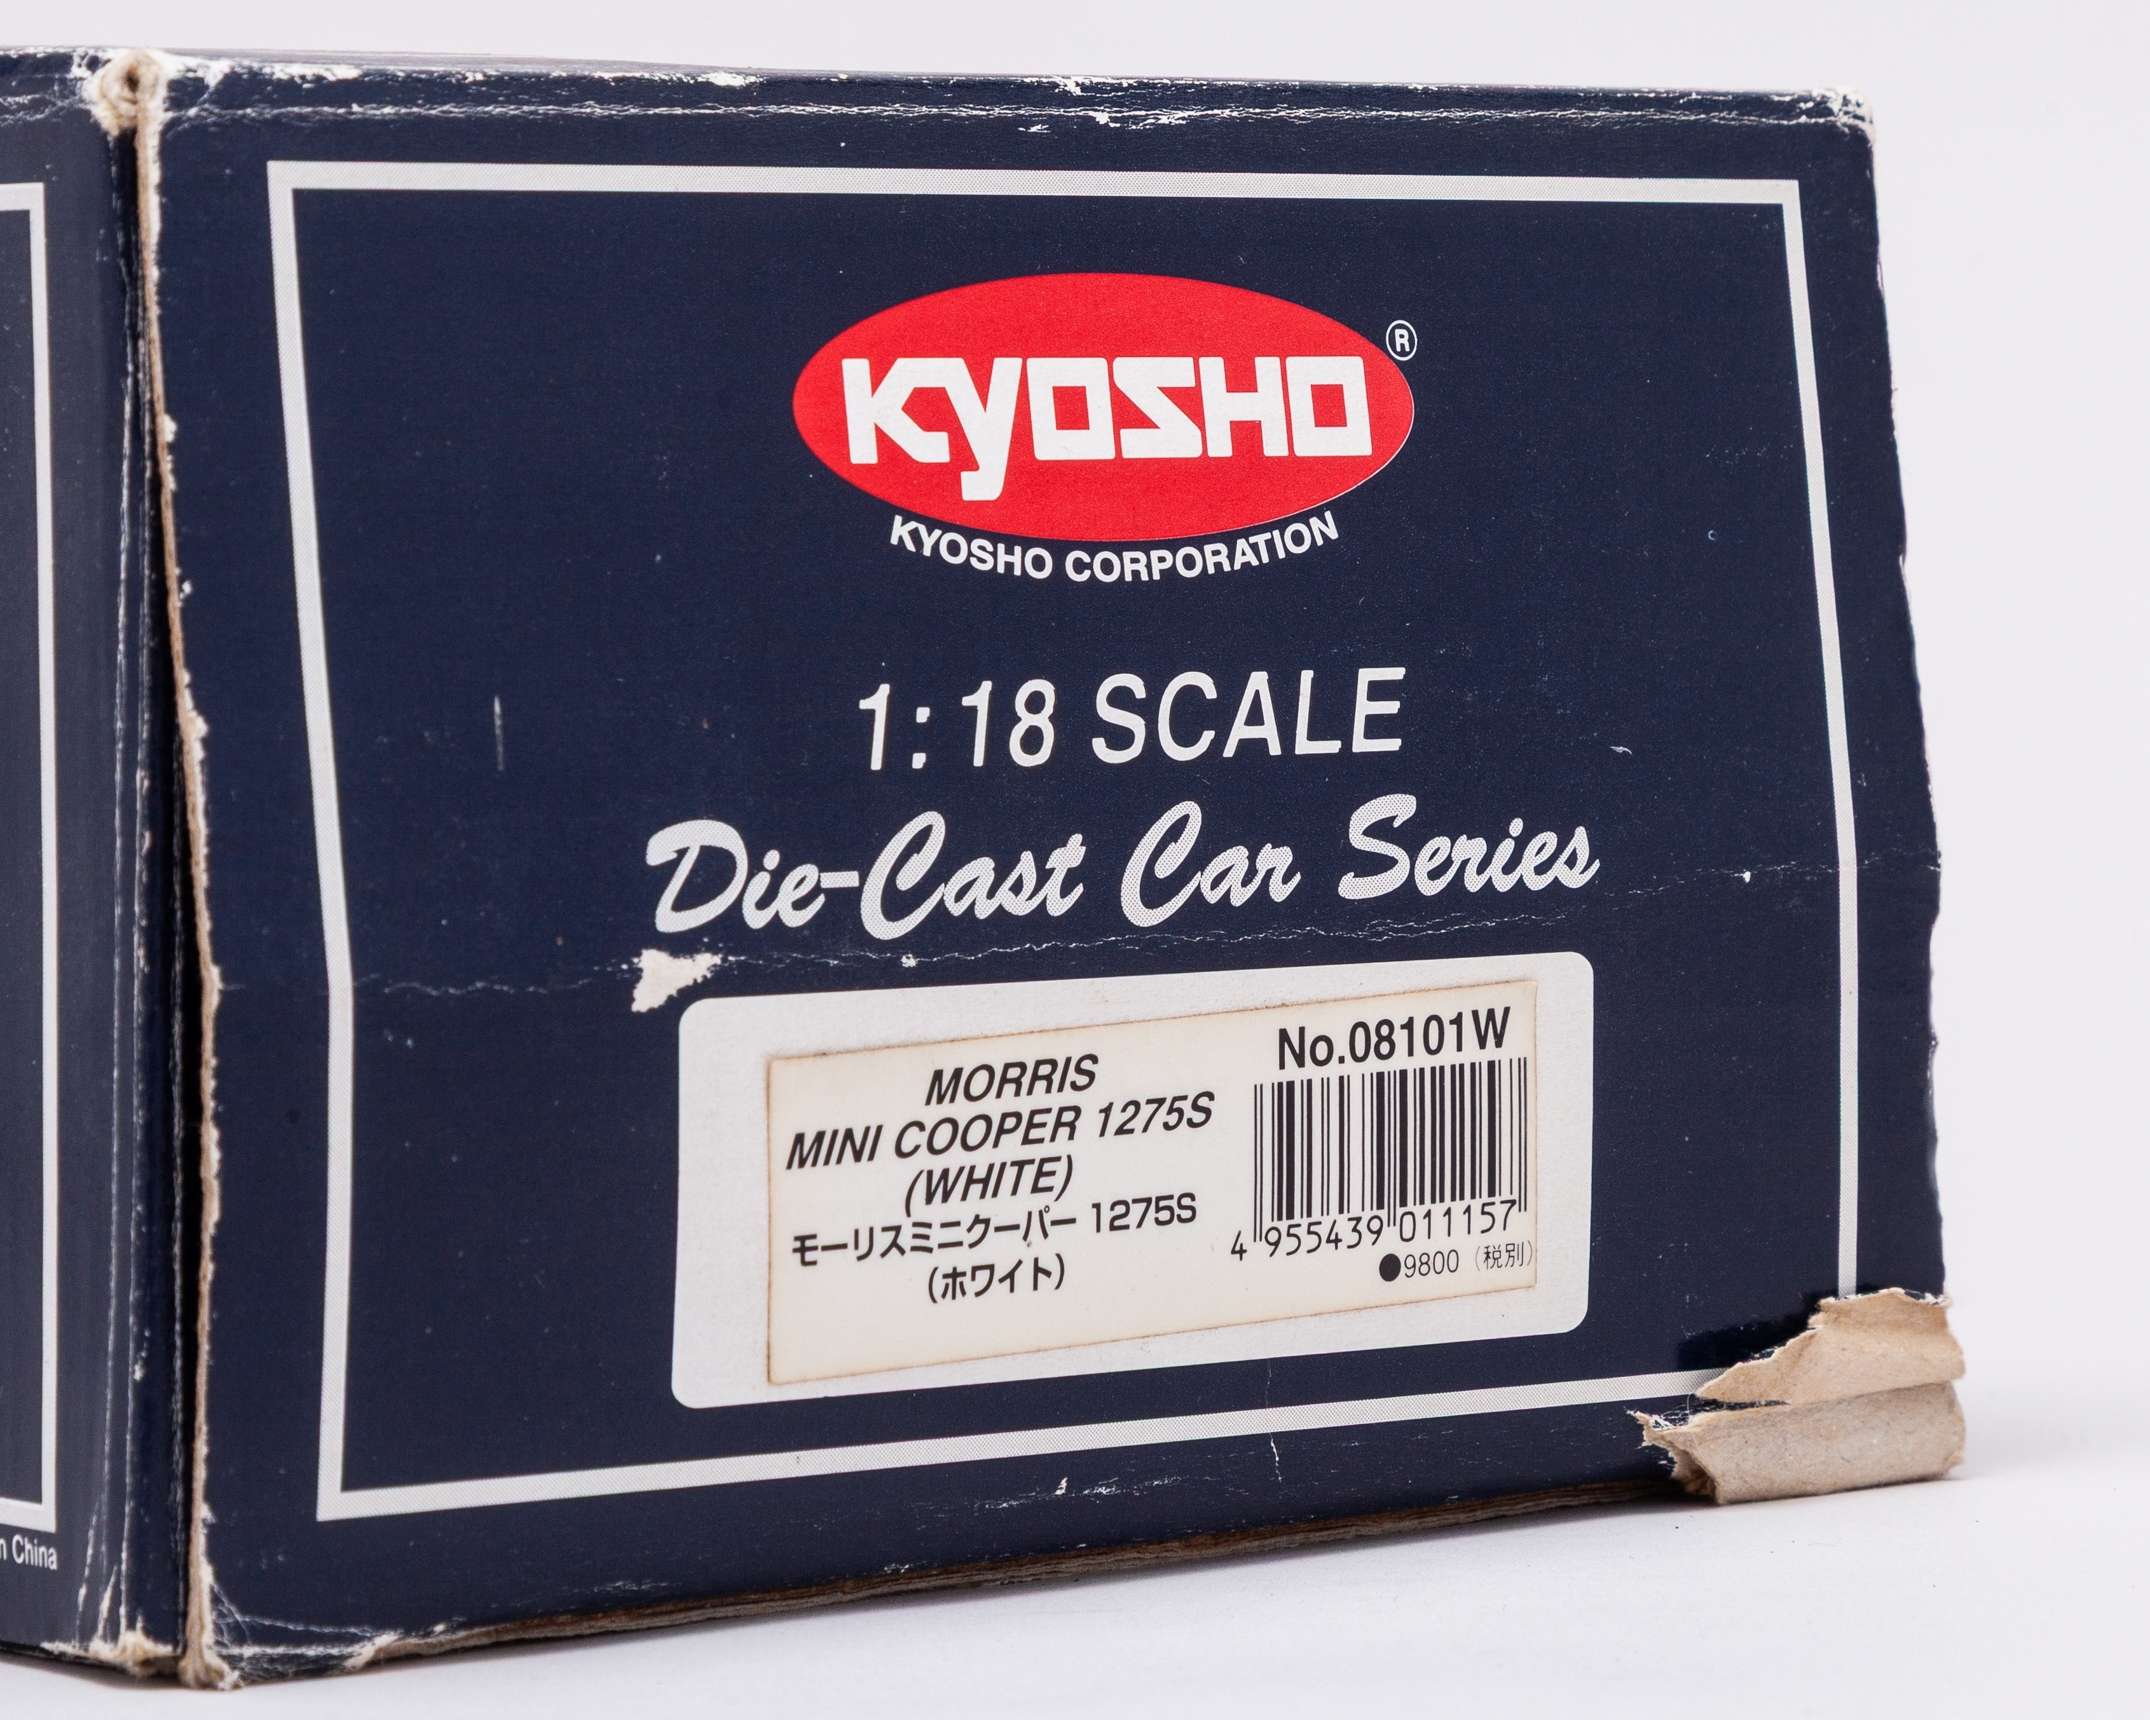 KYOSHO ®
KYOSHO CORPORATION
1:18 SCALE
Die-Cast Car Series
MORRIS
MINI COOPER 1275S
(WHITE)
モーリスミニクーパー 1275S
(ホワイト)
No.08101W
4 955439 011157
●9800 (税別)
China